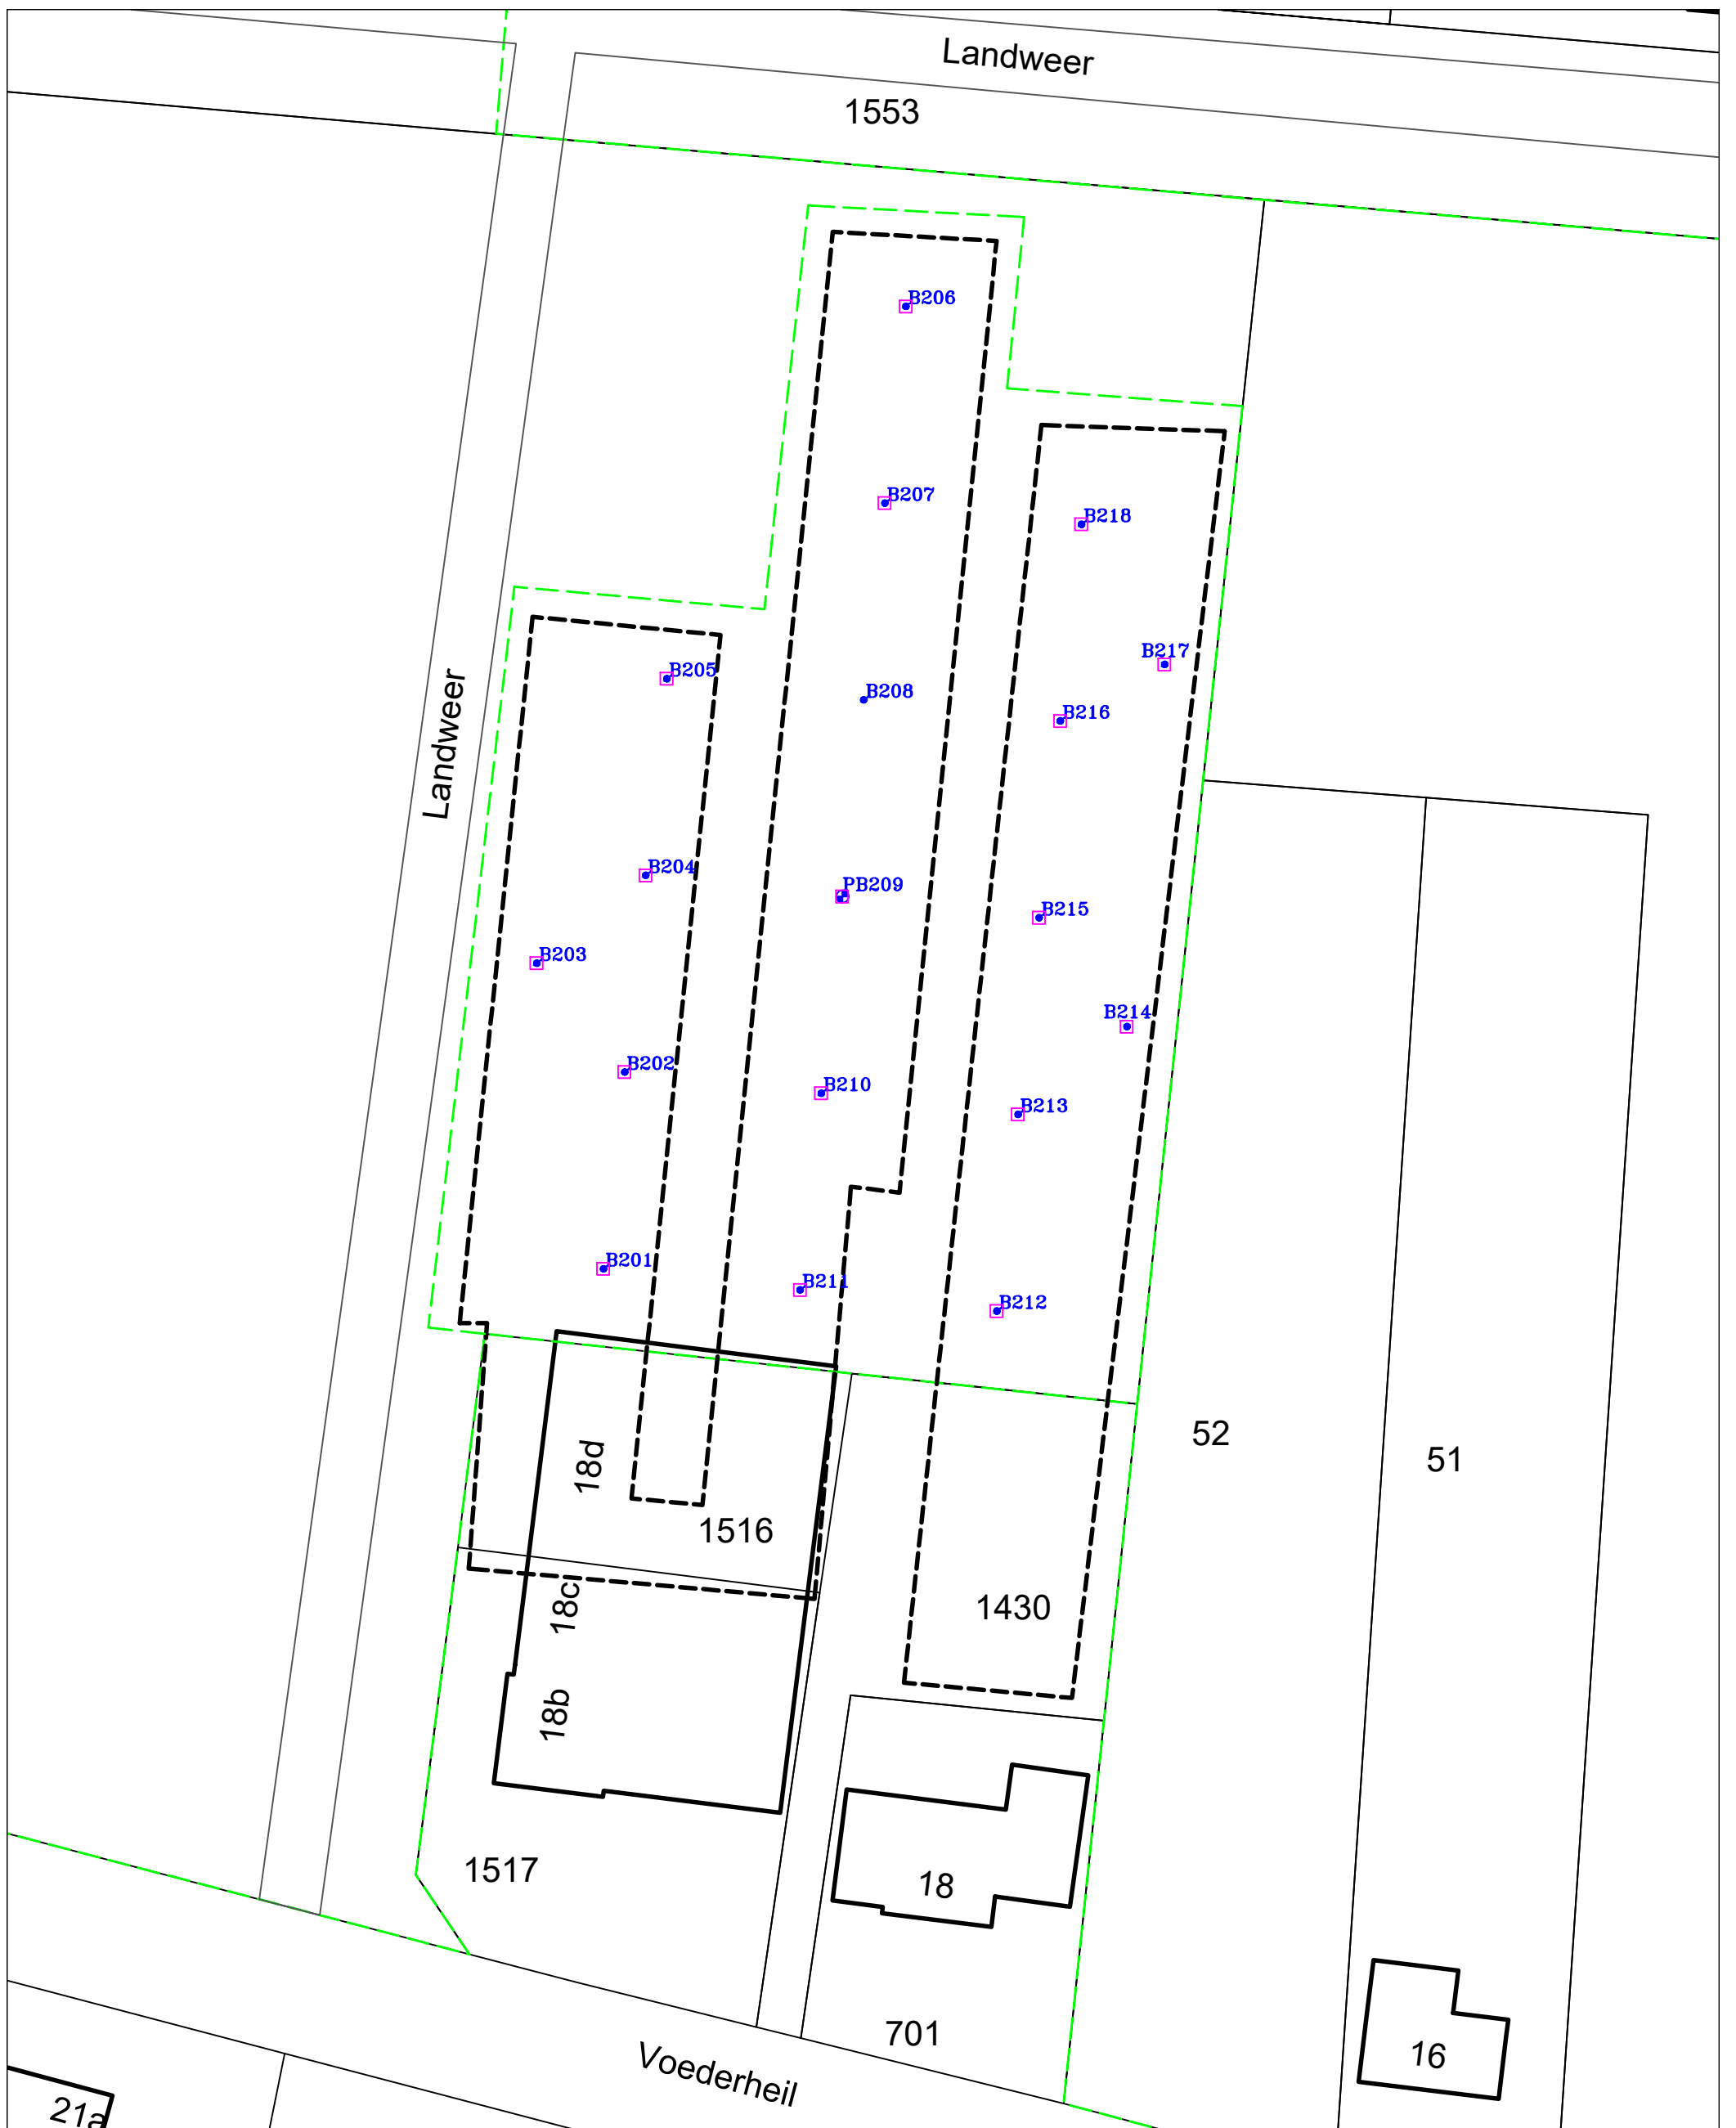 Landweer
1553
B206
B207
B218
B217
B205
B208
B216
Landweer
B204
PB209
B215
B203
B214
B202
B210
B213
B201
B211
B212
52
51
18d
1516
18c
1430
18b
1517
18
701
Voederheil
16
21a